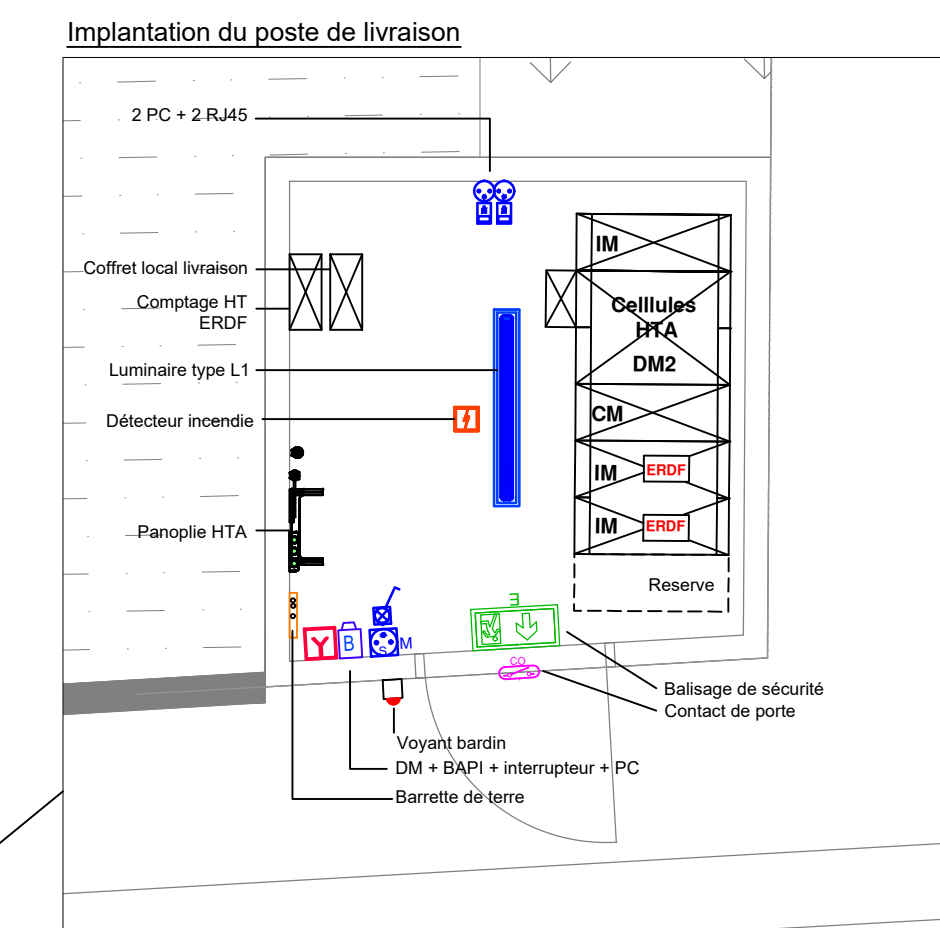 Implantation du poste de livraison
2 PC + 2 RJ45
IM
Coffret local livraison
Comptage HT
ERDF
Celllules
HTA
DM2
Luminaire type L1
CM
Détecteur incendie
IM ERDF
IM ERDF
Panoplie HTA
Reserve
E
Y B S M
CO
Balisage de sécurité
Contact de porte
Voyant bardin
DM + BAPI + interrupteur + PC
Barrette de terre